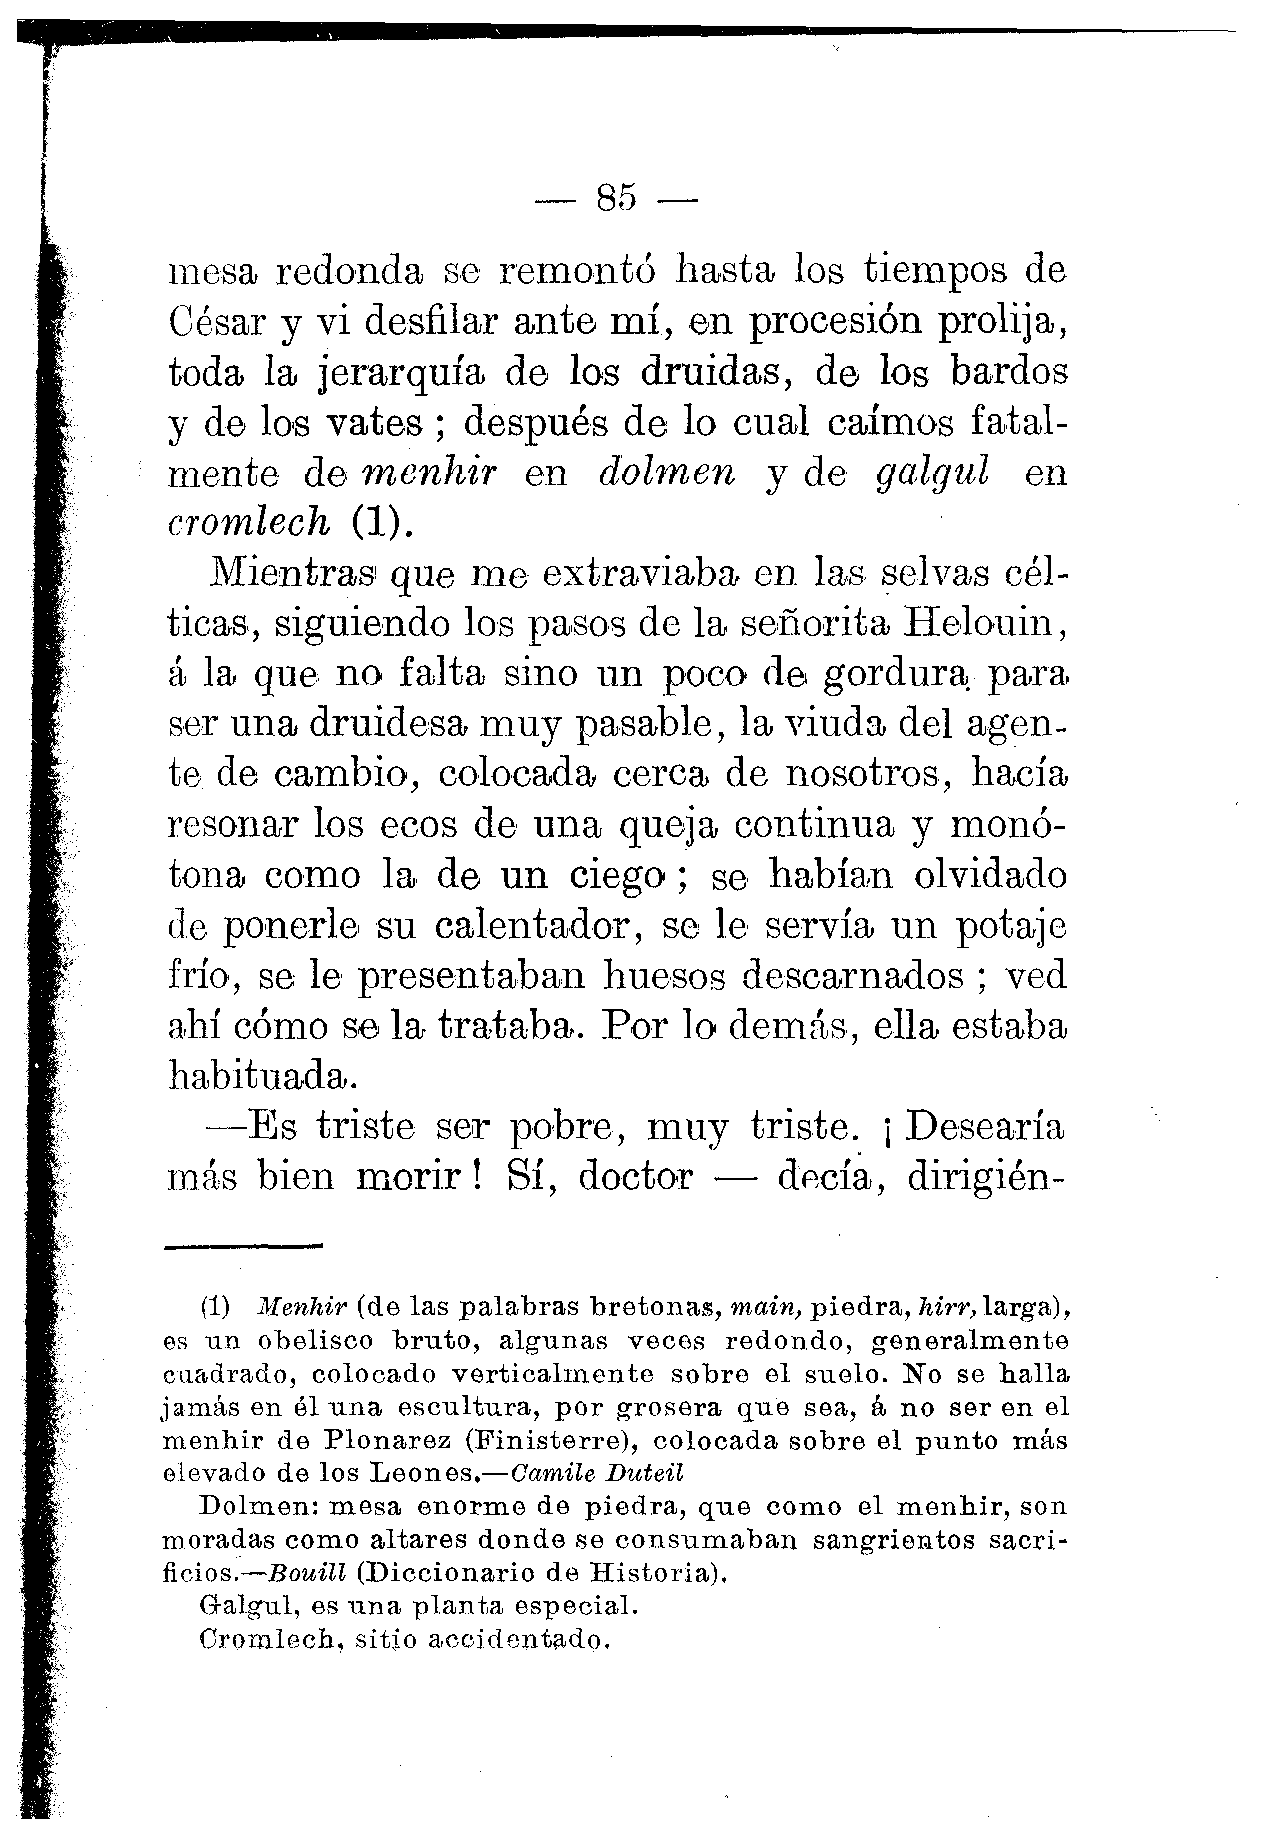 — 85 —
mesa redonda se remontó hasta los tiempos de
César y vi desfilar ante mí, en procesión prolija,
toda la jerarquía de los druidas, de los bardos
y de los vates ; después de lo cual caímos fatal-
mente de menhir en dolmen y de galgul en
cromlech (1).
Mientras que me extraviaba en las selvas cél-
ticas, siguiendo los pasos de la señorita Helouin,
á la que no falta sino un poco de gordura para
ser una druidesa muy pasable, la viuda del agen-
te de cambio, colocada cerca de nosotros, hacía
resonar los ecos de una queja continua y monó-
tona como la de un ciego ; se habían olvidado
de ponerle su calentador, se le servía un potaje
frío, se le presentaban huesos descarnados ; ved
ahí cómo se la trataba. Por lo demás, ella estaba
habituada.
—Es triste ser pobre, muy triste. ¡ Desearía
más bien morir ! Sí, doctor — decía, dirigién-
(1) Menhir (de las palabras bretonas, main, piedra, hirr, larga),
es un obelisco bruto, algunas veces redondo, generalmente
cuadrado, colocado verticalmente sobre el suelo. No se halla
jamás en él una escultura, por grosera que sea, á no ser en el
menhir de Plonarez (Finisterre), colocada sobre el punto más
elevado de los Leones.—Camile Duteil
Dolmen: mesa enorme de piedra, que como el menhir, son
moradas como altares donde se consumaban sangrientos sacri-
ficios.—Bouill (Diccionario de Historia).
Galgul, es una planta especial.
Cromlech, sitio accidentado.